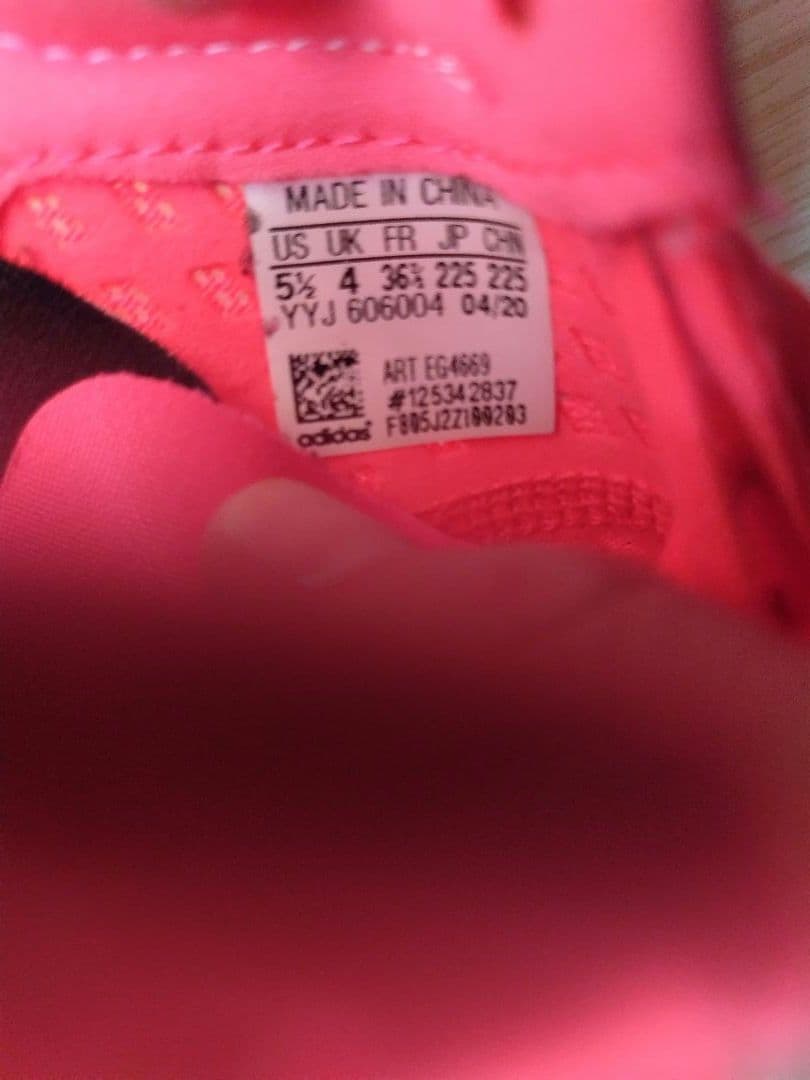 MADE IN CHINA
US UK FR JP CHN
5½ 4 36⅔ 225 225
YYJ 606004 04/20
ART EG4669
#125342837
F805J2Z100203
adidas